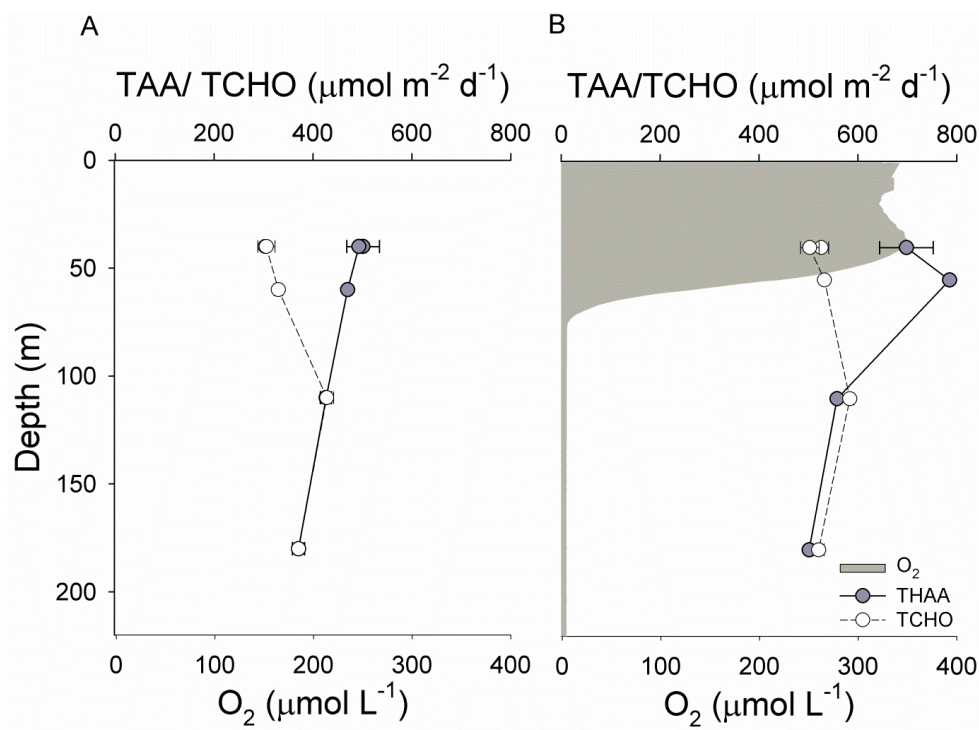 A
B
TAA/ TCHO (µmol m⁻² d⁻¹)
TAA/TCHO (µmol m⁻² d⁻¹)
0 200 400 600 800
0 200 400 600 800
0
50
100
150
200
Depth (m)
O₂
THAA
TCHO
0 100 200 300 400
0 100 200 300 400
O₂ (µmol L⁻¹)
O₂ (µmol L⁻¹)